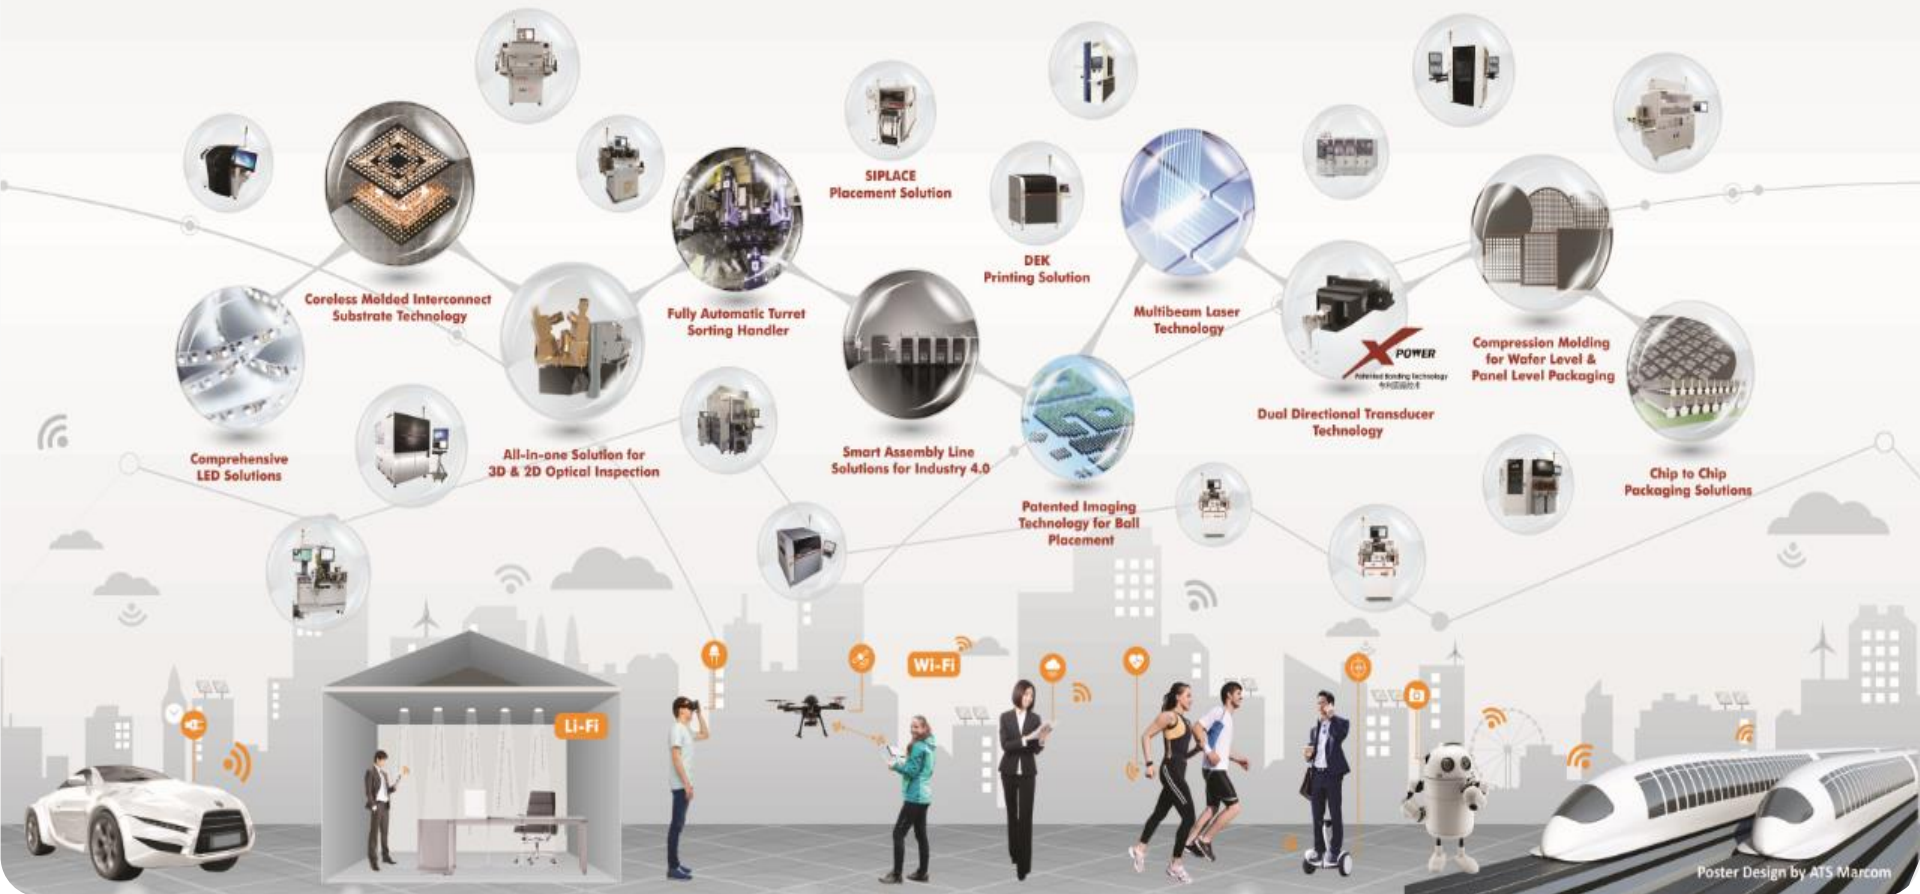 SIPLACE
Placement Solution
DEK
Printing Solution
Coreless Molded Interconnect
Substrate Technology
Fully Automatic Turret
Sorting Handler
Multibeam Laser
Technology
X POWER
Patented Bonding Technology
Compression Molding
for Wafer Level &
Panel Level Packaging
Dual Directional Transducer
Technology
Comprehensive
LED Solutions
All-in-one Solution for
3D & 2D Optical Inspection
Smart Assembly Line
Solutions for Industry 4.0
Chip to Chip
Packaging Solutions
Patented Imaging
Technology for Ball
Placement
Wi-Fi
Li-Fi
Poster Design by ATS Marcom